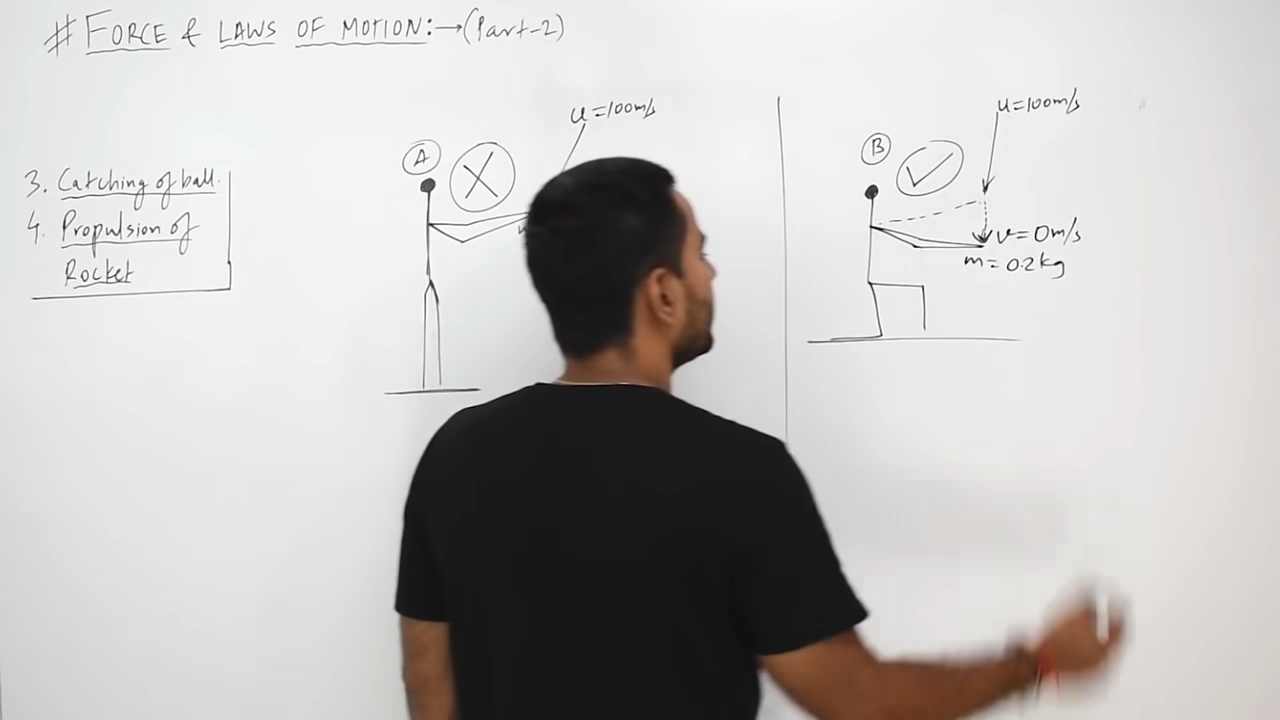 # FORCE & LAWS OF MOTION:→(Part-2)
3. Catching of ball.
4. Propulsion of
Rocket
A
u=100m/s
B
u=100m/s
v=0m/s
m=0.2kg